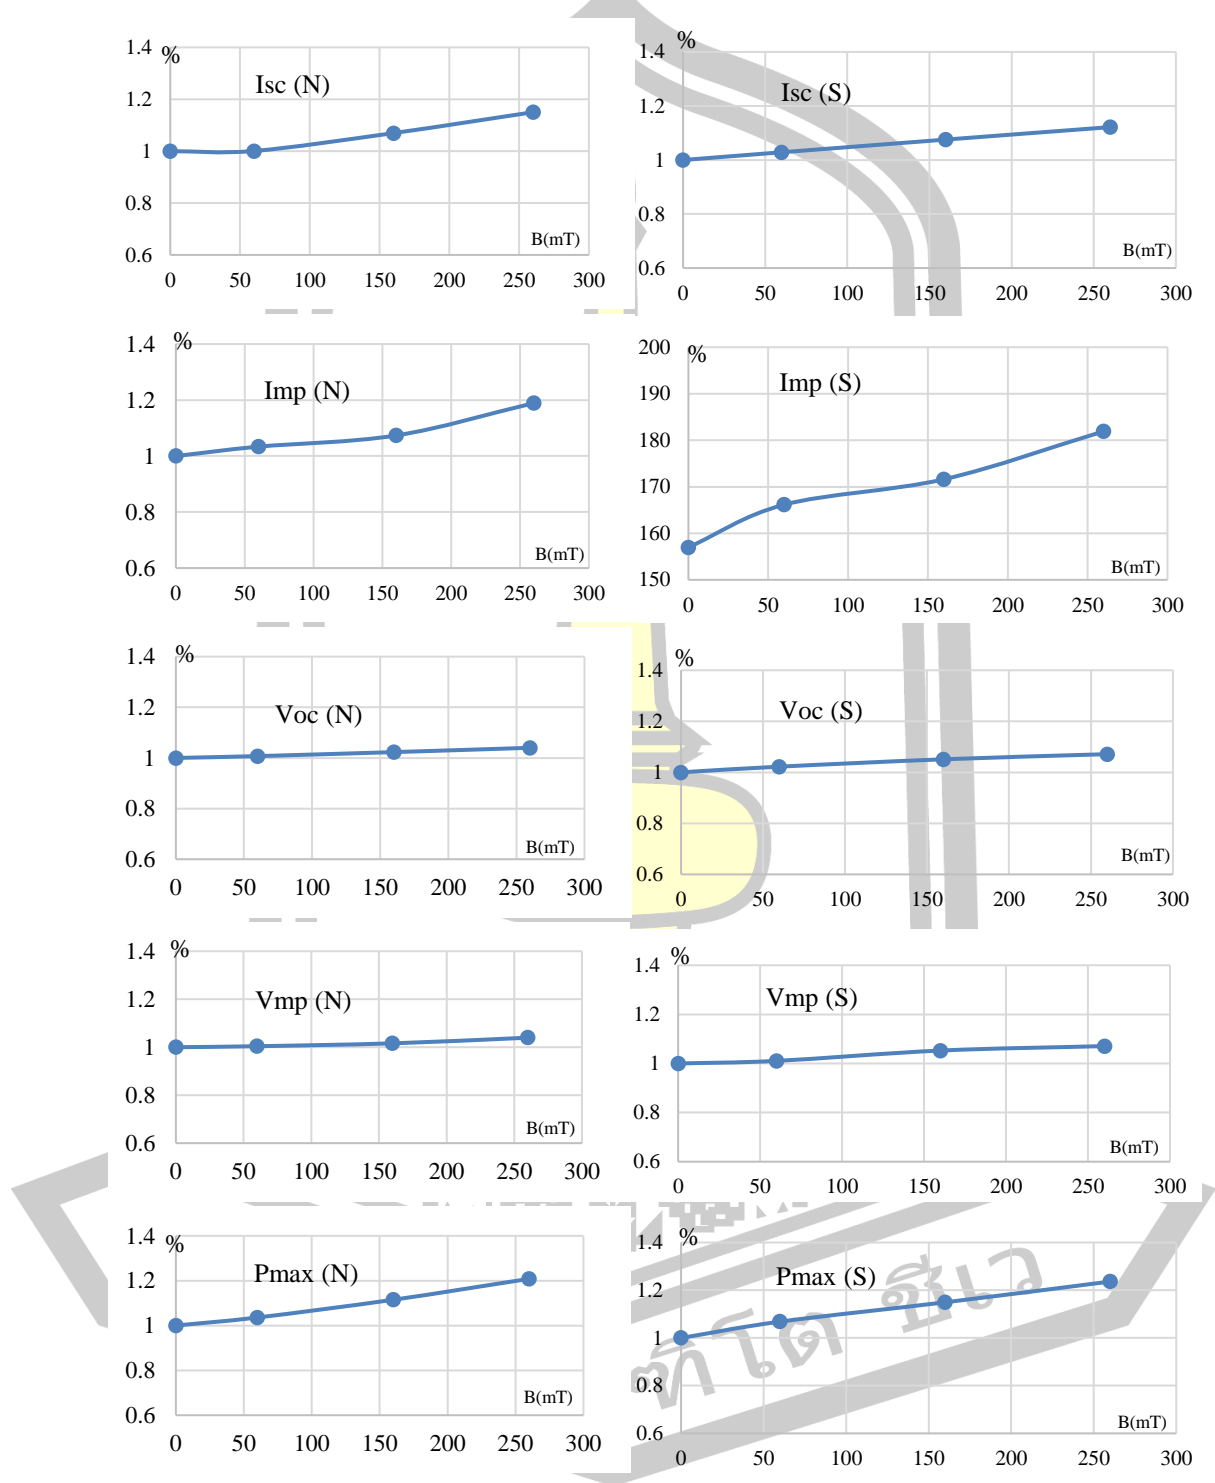 1.4 % Isc (N)
1.2
1
0.8
0.6 B(mT)
0 50 100 150 200 250 300
1.4 % Isc (S)
1.2
1
0.8
0.6 B(mT)
0 50 100 150 200 250 300
1.4 % Imp (N)
1.2
1
0.8
0.6 B(mT)
0 50 100 150 200 250 300
200 % Imp (S)
190
180
170
160
150 B(mT)
0 50 100 150 200 250 300
1.4 % Voc (N)
1.2
1
0.8
0.6 B(mT)
0 50 100 150 200 250 300
1.4 % Voc (S)
1.2
1
0.8
0.6 B(mT)
0 50 100 150 200 250 300
1.4 % Vmp (N)
1.2
1
0.8
0.6 B(mT)
0 50 100 150 200 250 300
1.4 % Vmp (S)
1.2
1
0.8
0.6 B(mT)
0 50 100 150 200 250 300
1.4 % Pmax (N)
1.2
1
0.8
0.6 B(mT)
0 50 100 150 200 250 300
1.4 % Pmax (S)
1.2
1
0.8
0.6 B(mT)
0 50 100 150 200 250 300
ชีเว